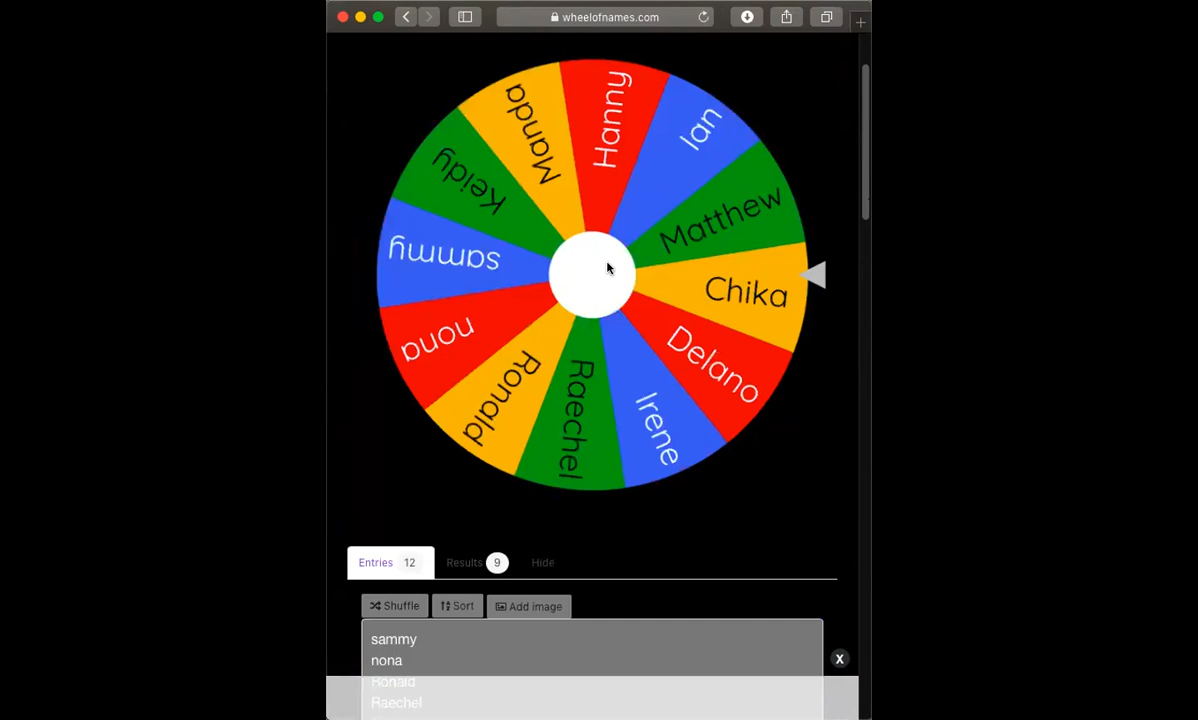 wheelofnames.com
Hanny
Ian
Matthew
Chika
Delano
Irene
Raechel
Ronald
nona
sammy
Keidy
Manda
Entries 12 Results 9 Hide
Shuffle Sort Add image
sammy
nona
Ronald
Raechel
X